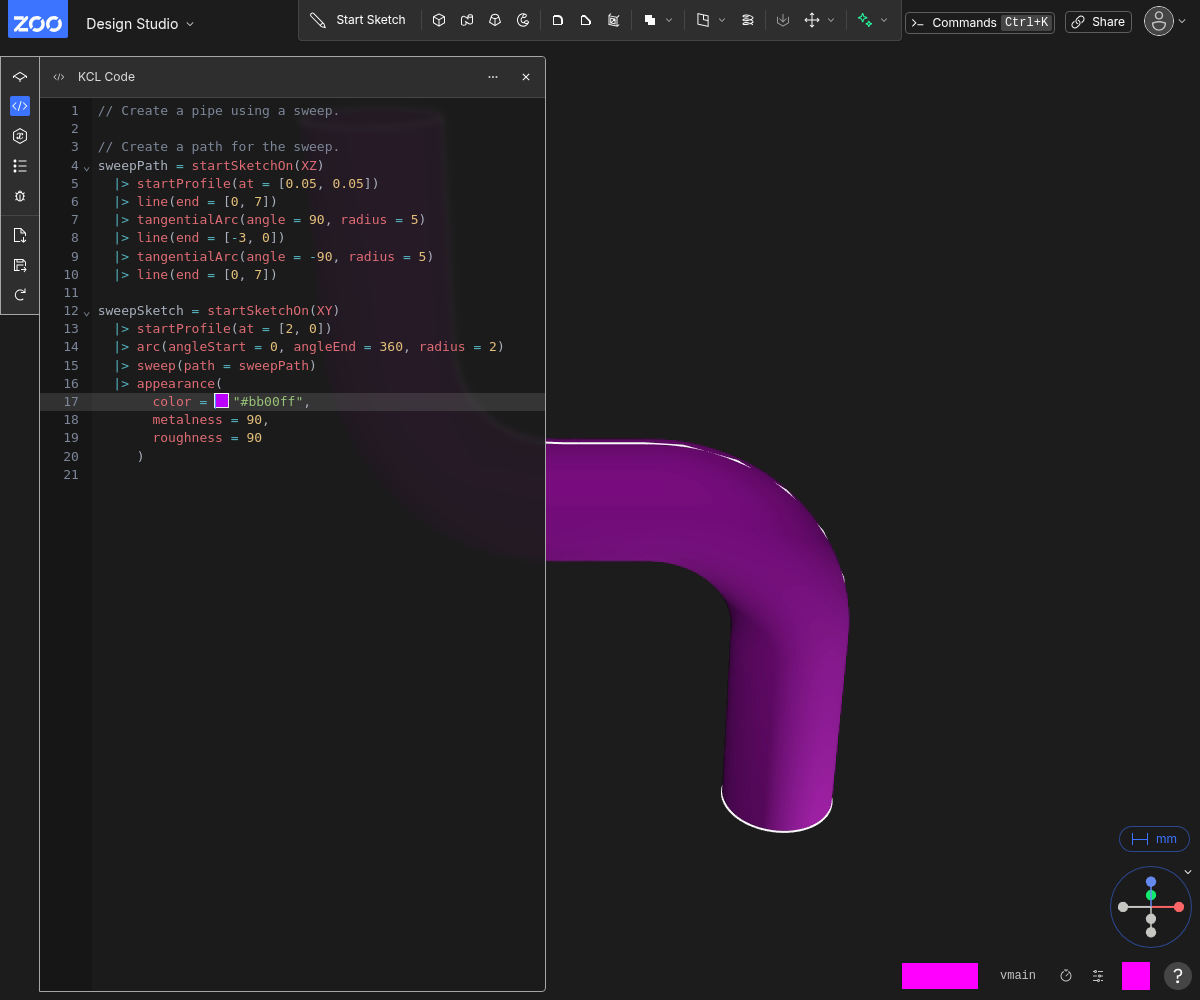 ZOO Design Studio Start Sketch Commands Ctrl+K Share
KCL Code
1 // Create a pipe using a sweep.
2
3 // Create a path for the sweep.
4 sweepPath = startSketchOn(XZ)
5   |> startProfile(at = [0.05, 0.05])
6   |> line(end = [0, 7])
7   |> tangentialArc(angle = 90, radius = 5)
8   |> line(end = [-3, 0])
9   |> tangentialArc(angle = -90, radius = 5)
10   |> line(end = [0, 7])
11
12 sweepSketch = startSketchOn(XY)
13   |> startProfile(at = [2, 0])
14   |> arc(angleStart = 0, angleEnd = 360, radius = 2)
15   |> sweep(path = sweepPath)
16   |> appearance(
17        color = "#bb00ff",
18        metalness = 90,
19        roughness = 90
20      )
21
mm
vmain ?